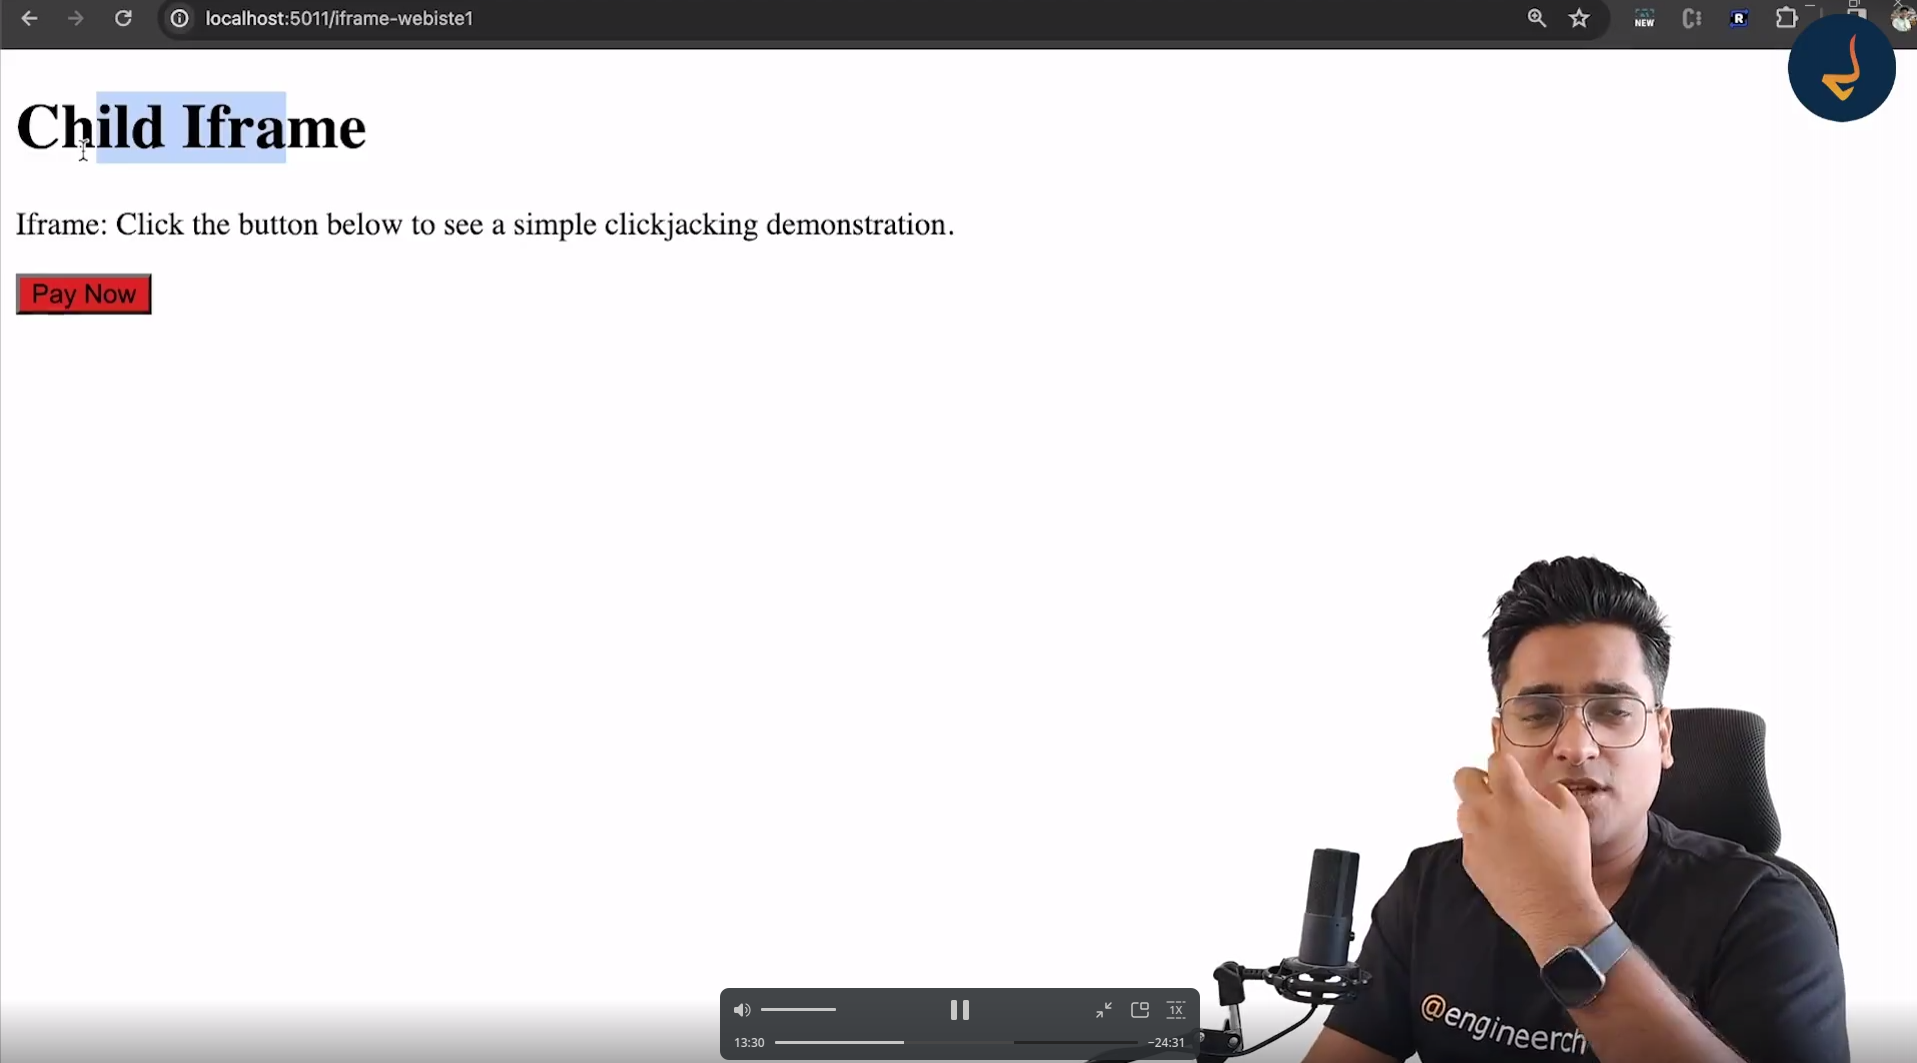 localhost:5011/iframe-webiste1
NEW
R
Child Iframe
Iframe: Click the button below to see a simple clickjacking demonstration.
Pay Now
@engineerch
1X
13:30
−24:31